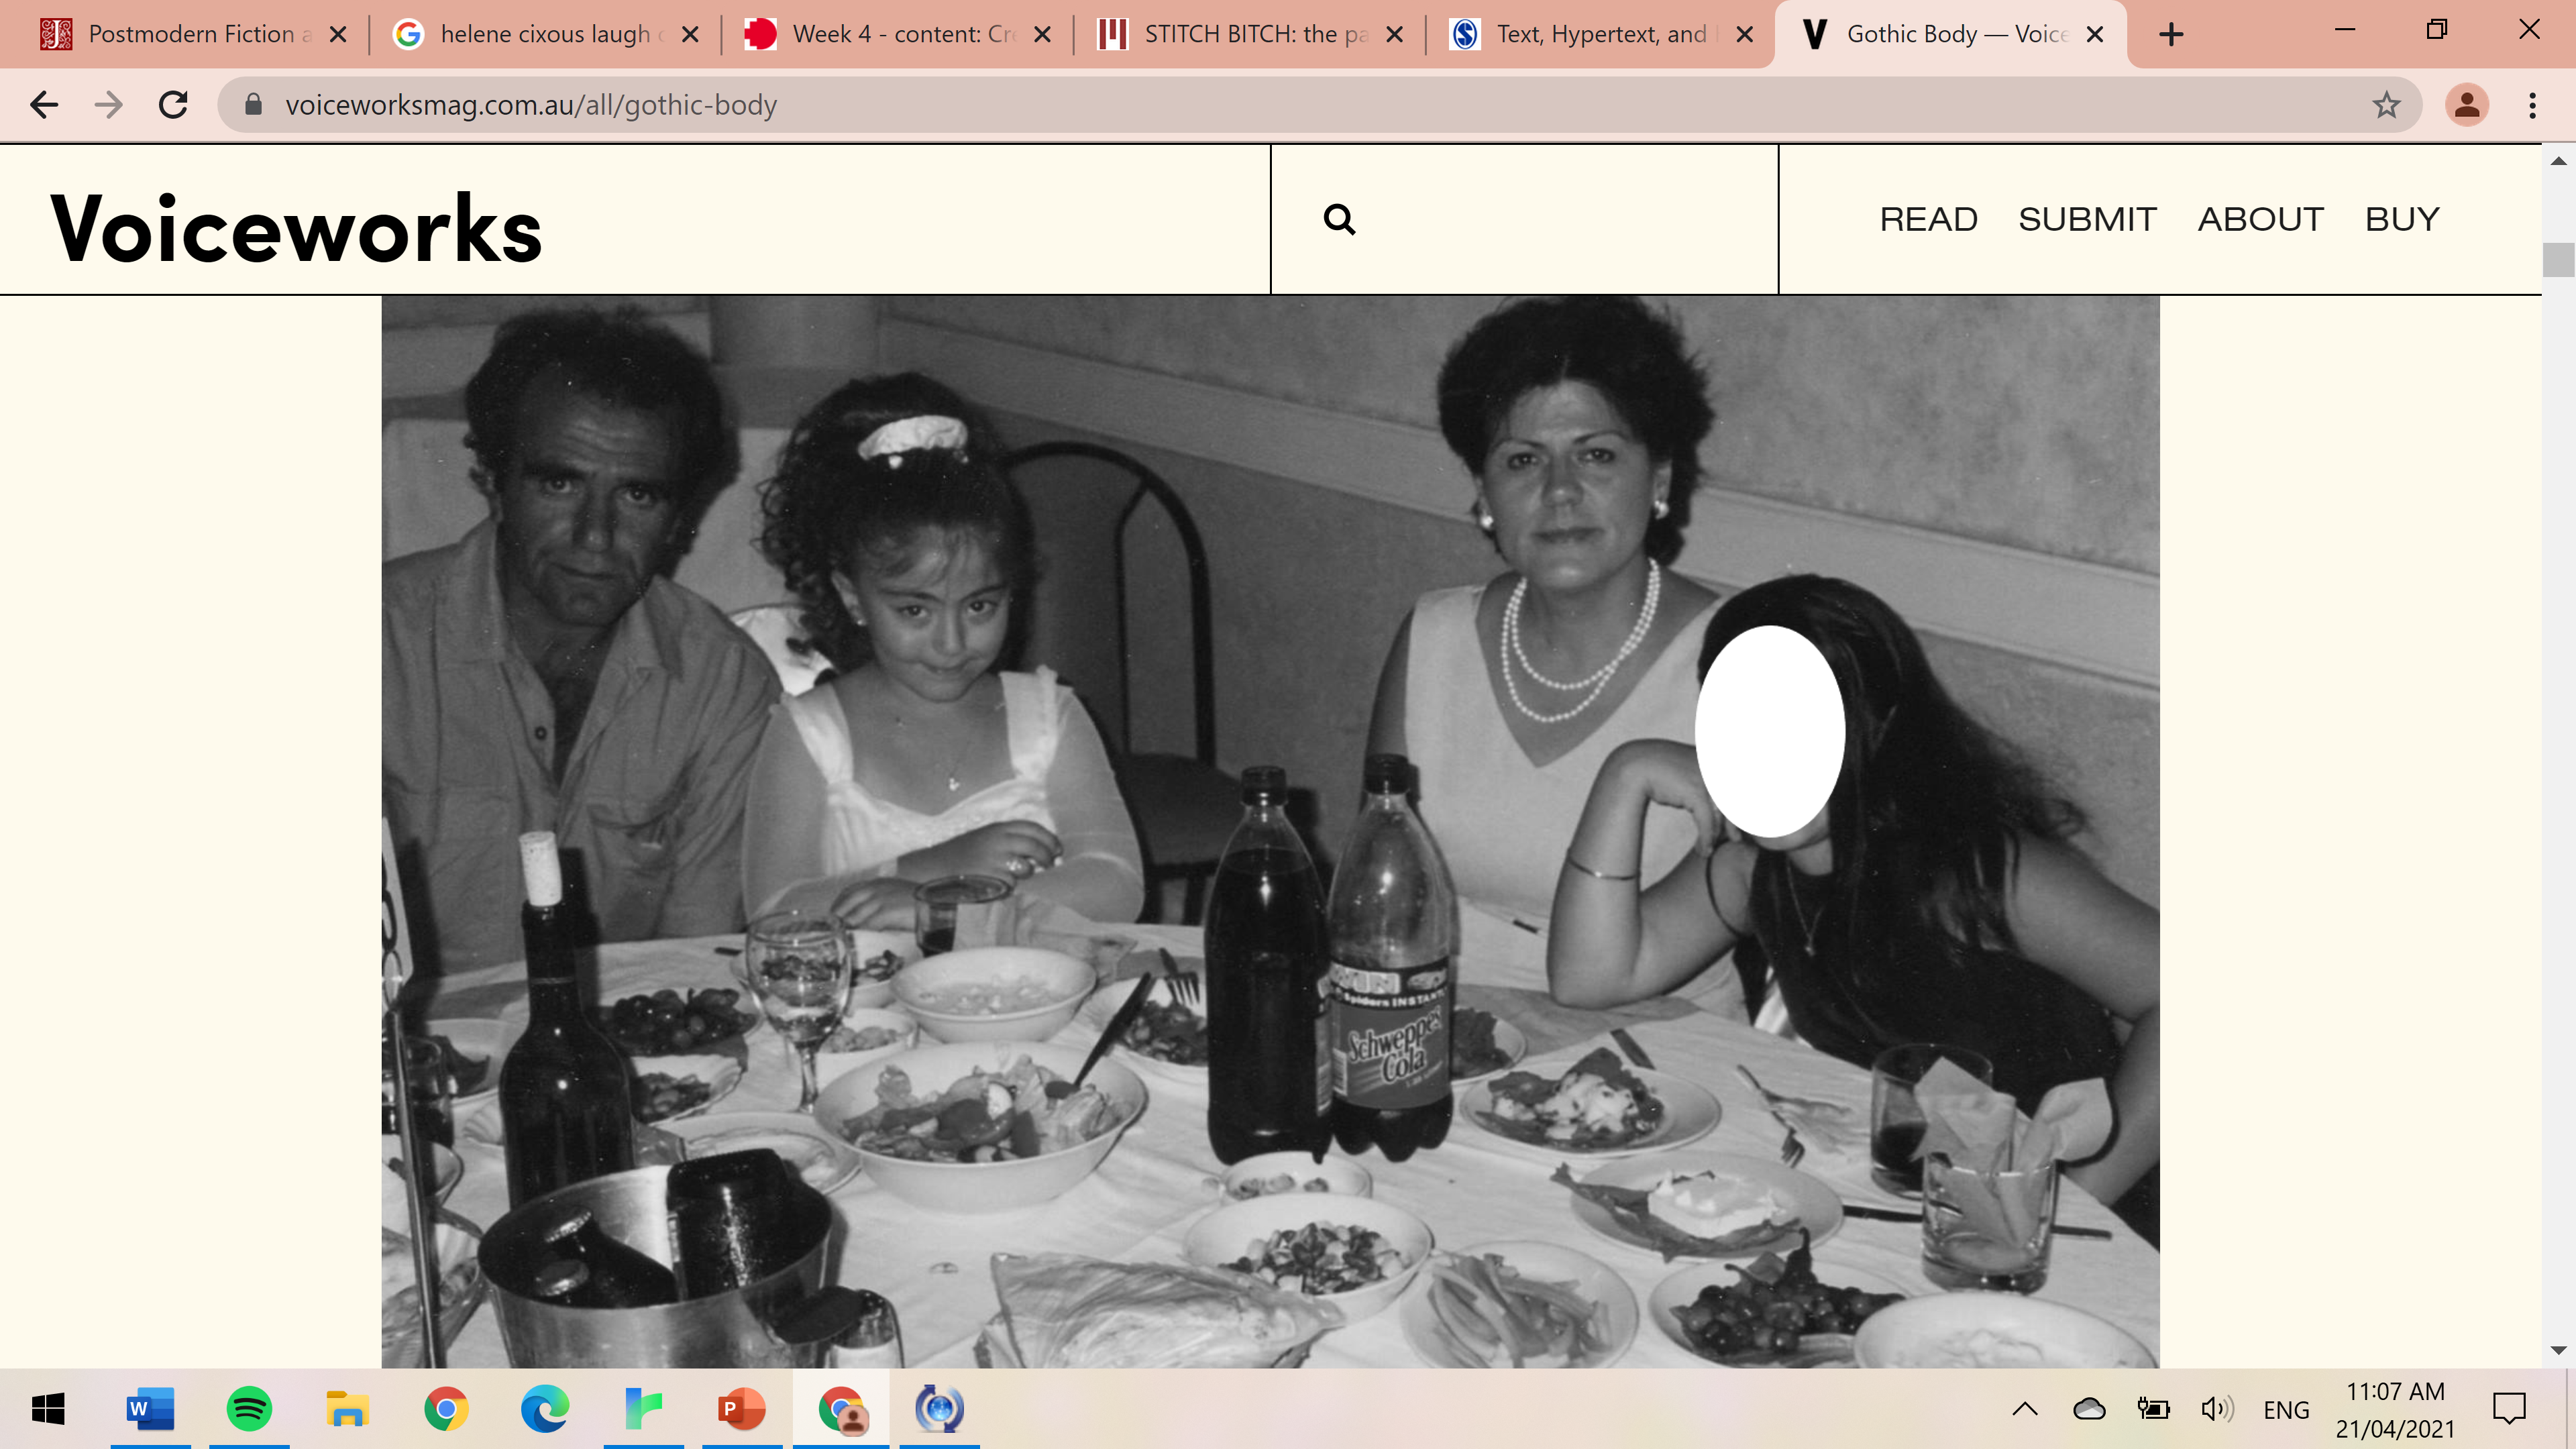 Postmodern Fiction a
helene cixous laugh
Week 4 - content: Cre
STITCH BITCH: the pa
Text, Hypertext, and
Gothic Body — Voice
voiceworksmag.com.au/all/gothic-body
Voiceworks
READ SUBMIT ABOUT BUY
WIN
Spiders INSTANT
Schweppes
Cola
ENG
11:07 AM
21/04/2021